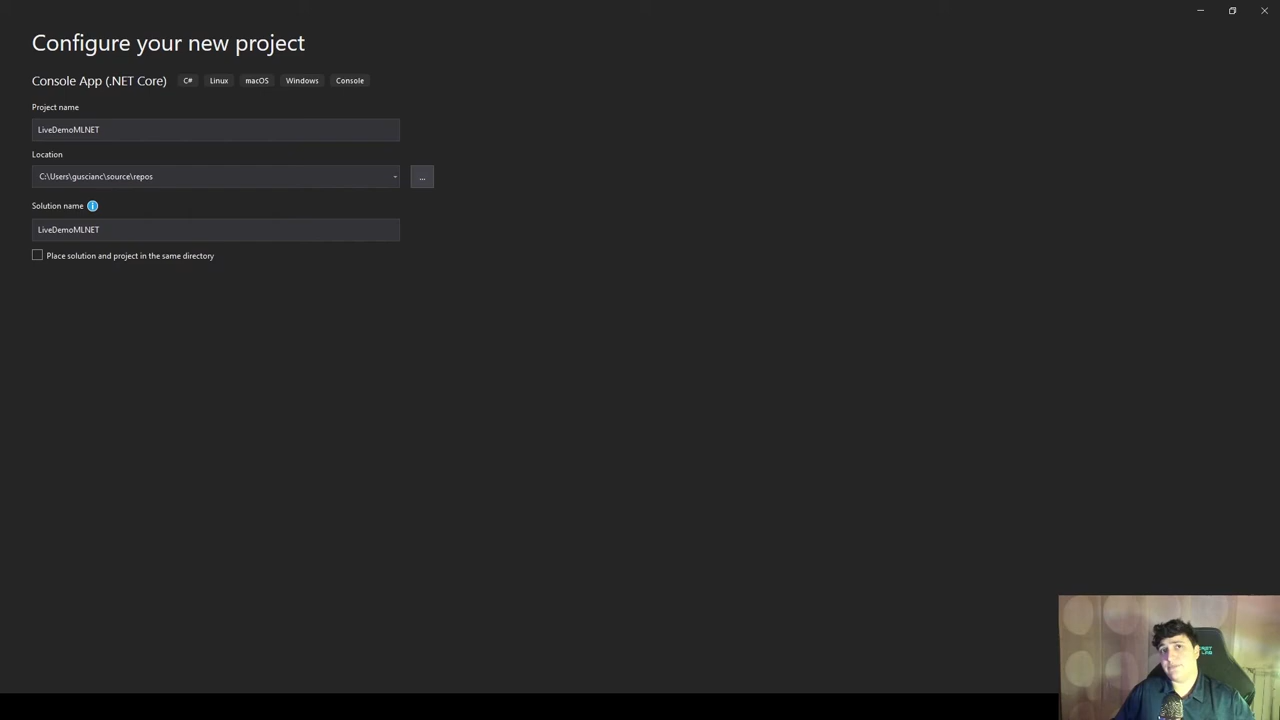 Configure your new project
Console App (.NET Core) C# Linux macOS Windows Console
Project name
LiveDemoMLNET
Location
C:\Users\guscianc\source\repos
...
Solution name
LiveDemoMLNET
Place solution and project in the same directory